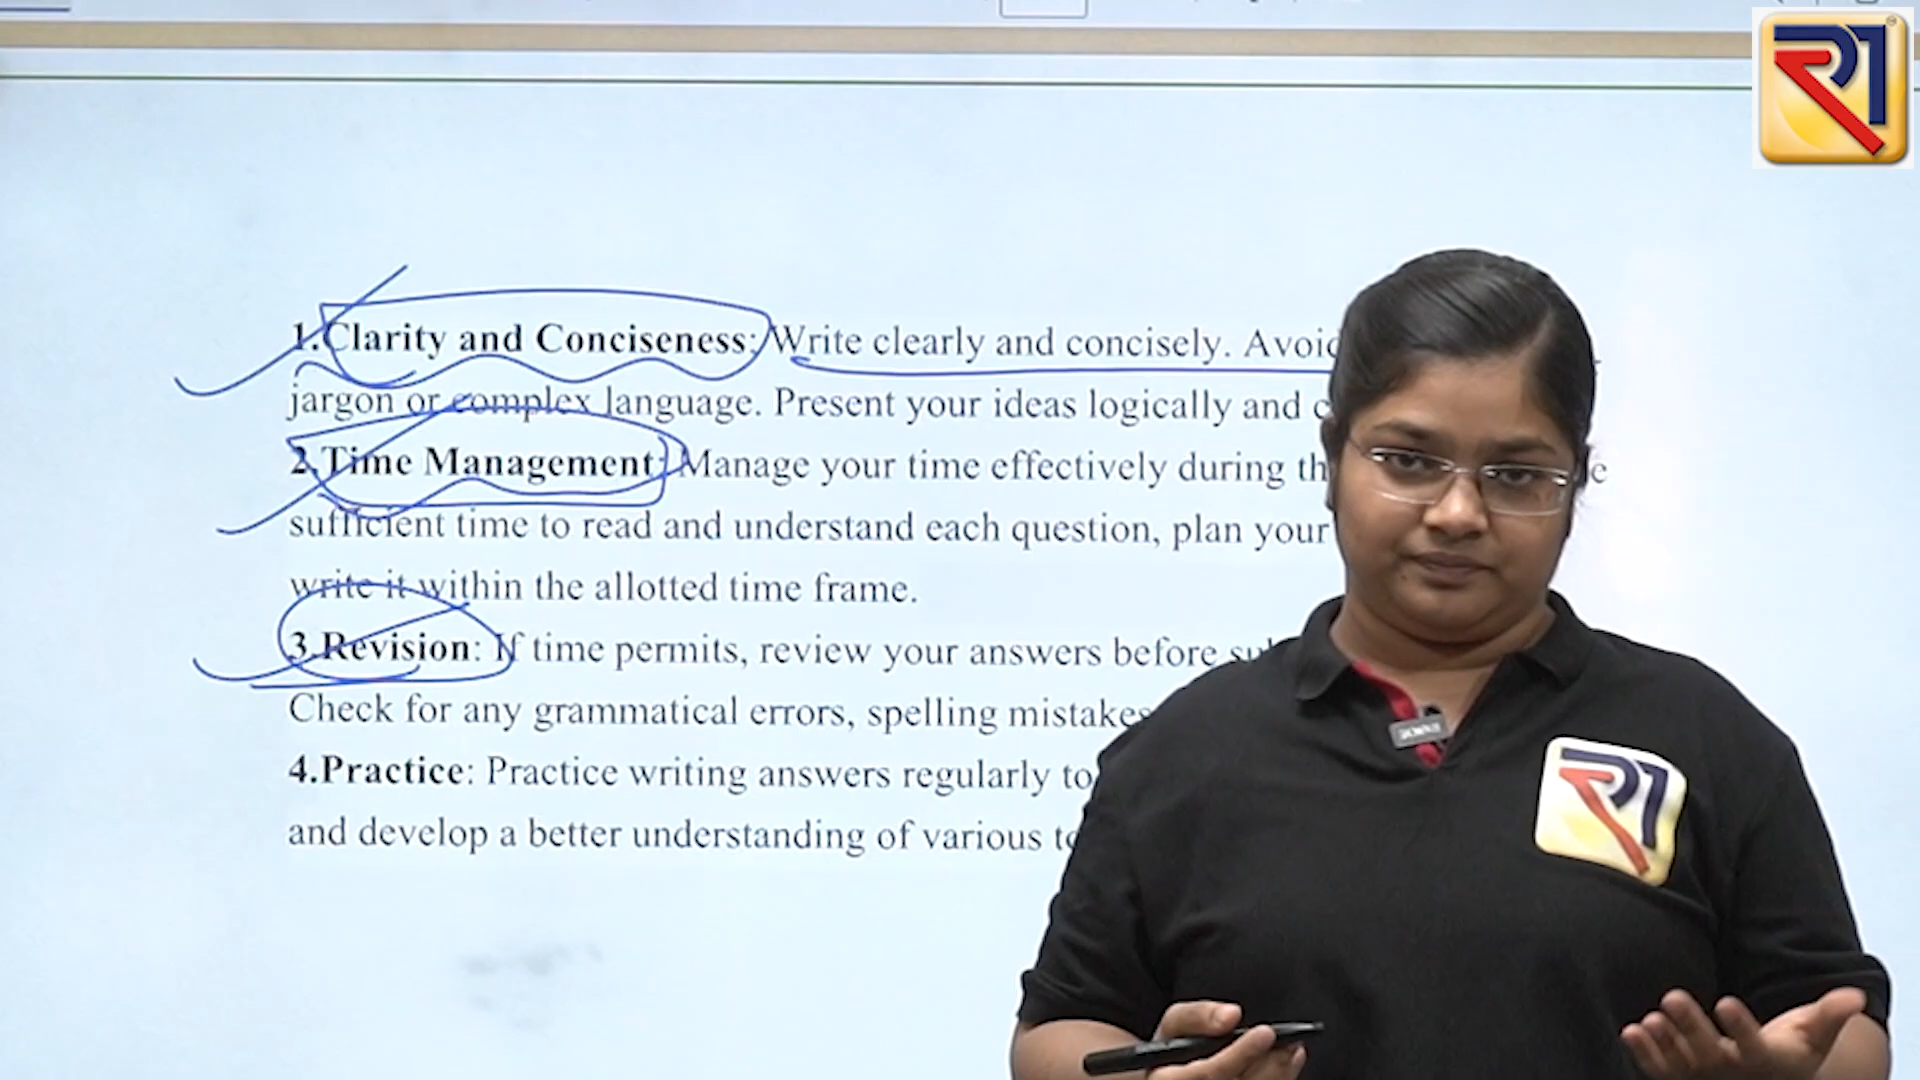 1.Clarity and Conciseness: Write clearly and concisely. Avoid
jargon or complex language. Present your ideas logically and c
2.Time Management: Manage your time effectively during th
sufficient time to read and understand each question, plan your
write it within the allotted time frame.
3.Revision: If time permits, review your answers before
Check for any grammatical errors, spelling mistakes
4.Practice: Practice writing answers regularly to
and develop a better understanding of various